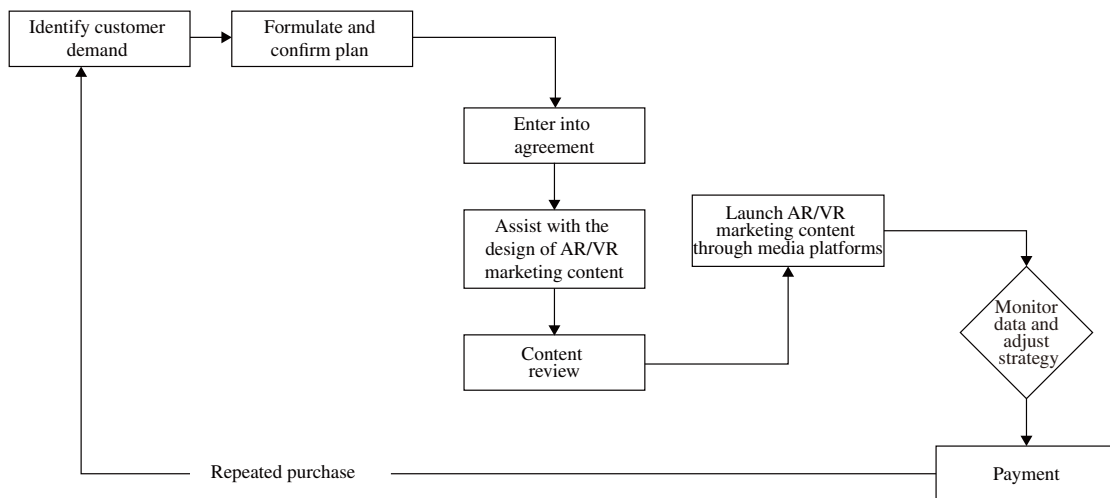 Identify customer
demand
Formulate and
confirm plan
Enter into
agreement
Assist with the
design of AR/VR
marketing content
Content
review
Launch AR/VR
marketing content
through media platforms
Monitor
data and
adjust
strategy
Payment
Repeated purchase